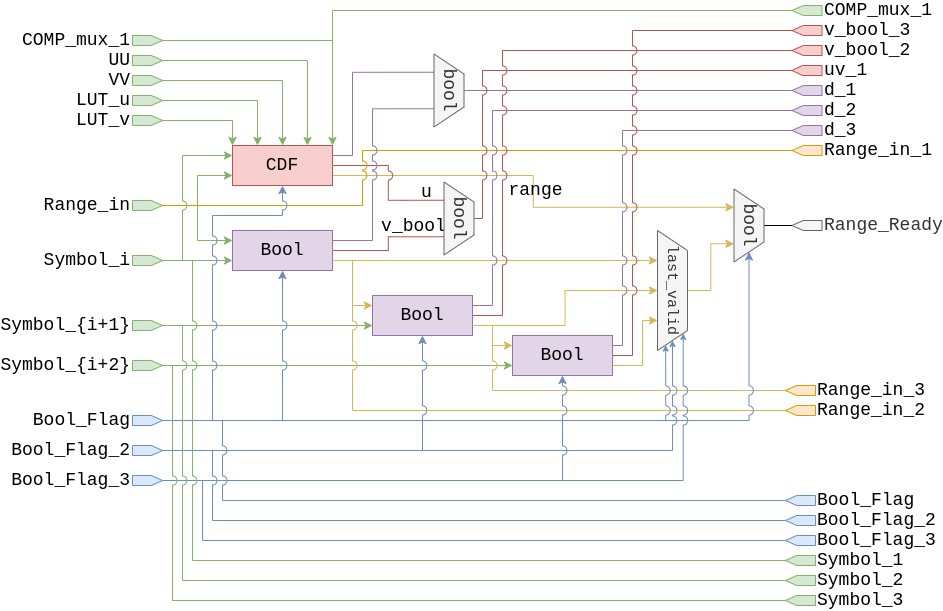 COMP_mux_1
COMP_mux_1
v_bool_3
UU
v_bool_2
VV
uv_1
LUT_u
d_1
LUT_v
d_2
d_3
bool
Range_in_1
CDF
Range_in
u
range
v_bool
bool
bool
Range_Ready
Symbol_i
Bool
last_valid
Symbol_{i+1}
Bool
Symbol_{i+2}
Bool
Range_in_3
Range_in_2
Bool_Flag
Bool_Flag_2
Bool_Flag_3
Bool_Flag
Bool_Flag_2
Bool_Flag_3
Symbol_1
Symbol_2
Symbol_3